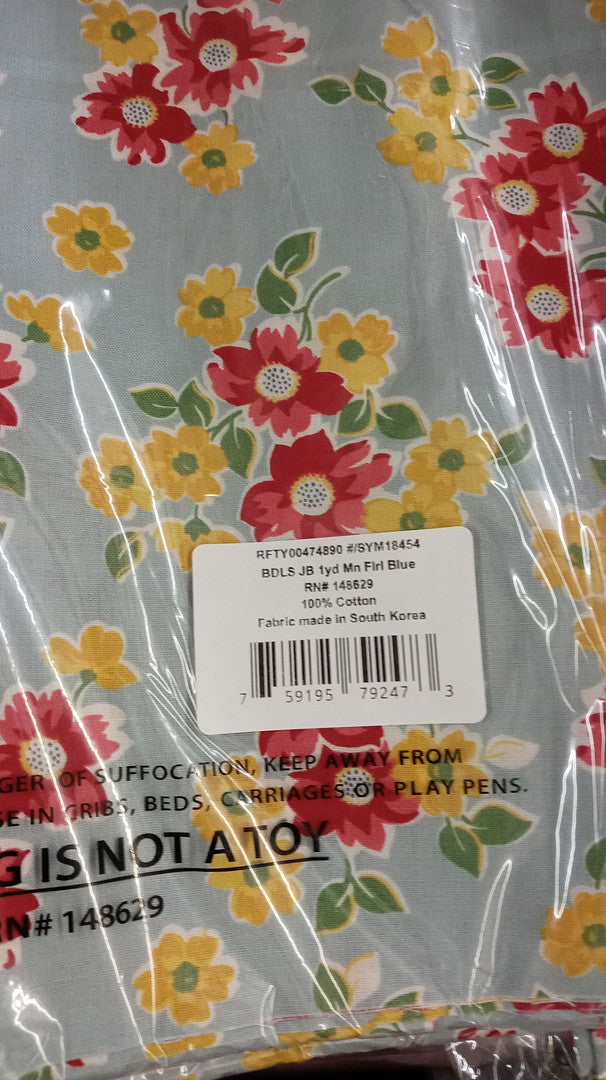 RFTY00474890 #/SYM18454
BDLS JB 1yd Mn Flrl Blue
RN# 148629
100% Cotton
Fabric made in South Korea
7 59195 79247 3
GER OF SUFFOCATION, KEEP AWAY FROM
SE IN CRIBS, BEDS, CARRIAGES OR PLAY PENS.
G IS NOT A TOY
RN# 148629